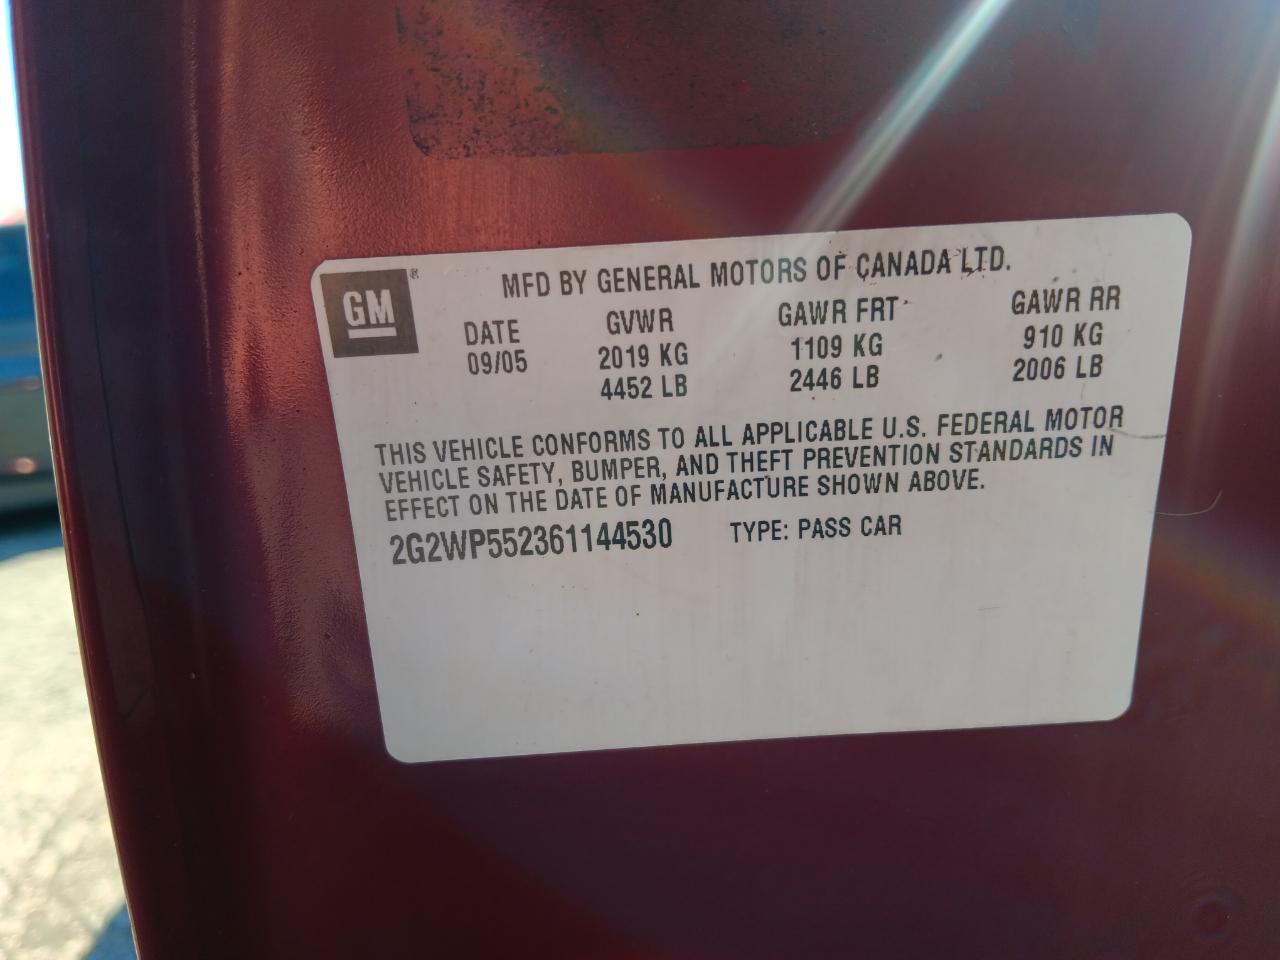 GM®
MFD BY GENERAL MOTORS OF CANADA LTD.
DATE GVWR GAWR FRT GAWR RR
09/05 2019 KG 1109 KG 910 KG
4452 LB 2446 LB 2006 LB
THIS VEHICLE CONFORMS TO ALL APPLICABLE U.S. FEDERAL MOTOR
VEHICLE SAFETY, BUMPER, AND THEFT PREVENTION STANDARDS IN
EFFECT ON THE DATE OF MANUFACTURE SHOWN ABOVE.
2G2WP552361144530 TYPE: PASS CAR